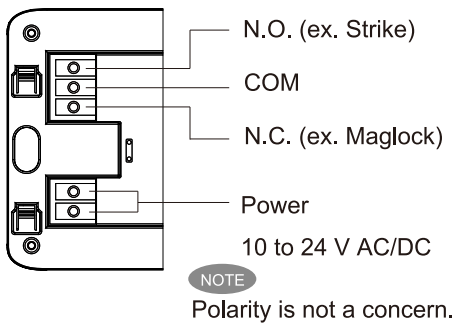 N.O. (ex. Strike)
COM
N.C. (ex. Maglock)
Power
10 to 24 V AC/DC
NOTE
Polarity is not a concern.